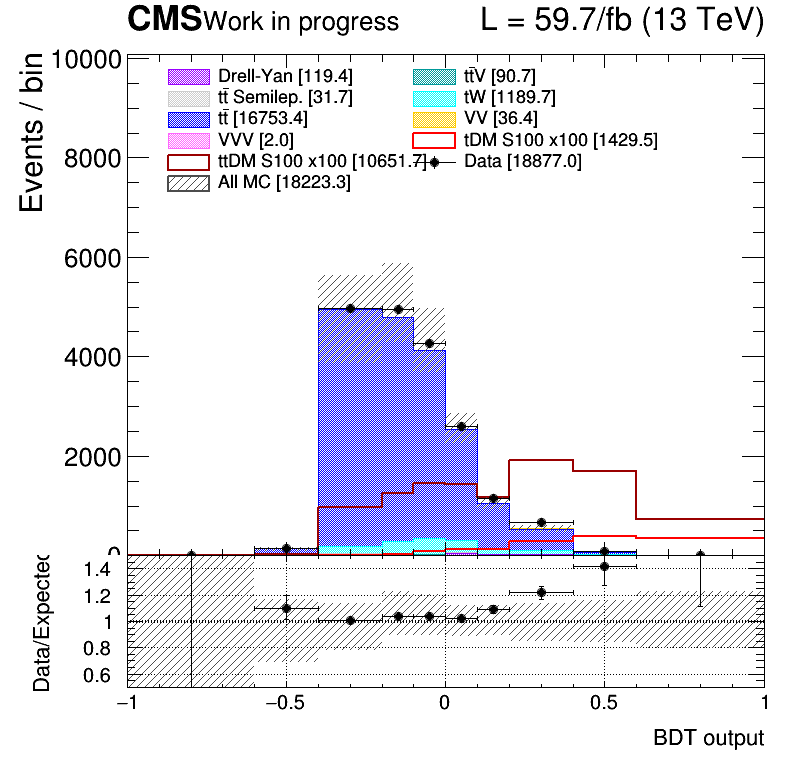 CMS Work in progress L = 59.7/fb (13 TeV)
Events / bin
10000
8000
6000
4000
2000
0
Drell-Yan [119.4] tt̄V [90.7]
tt̄ Semilep. [31.7] tW [1189.7]
tt̄ [16753.4] VV [36.4]
VVV [2.0] tDM S100 x100 [1429.5]
ttDM S100 x100 [10651.7] Data [18877.0]
All MC [18223.3]
Data/Expected
1.4
1.2
1
0.8
0.6
−1 −0.5 0 0.5 1
BDT output